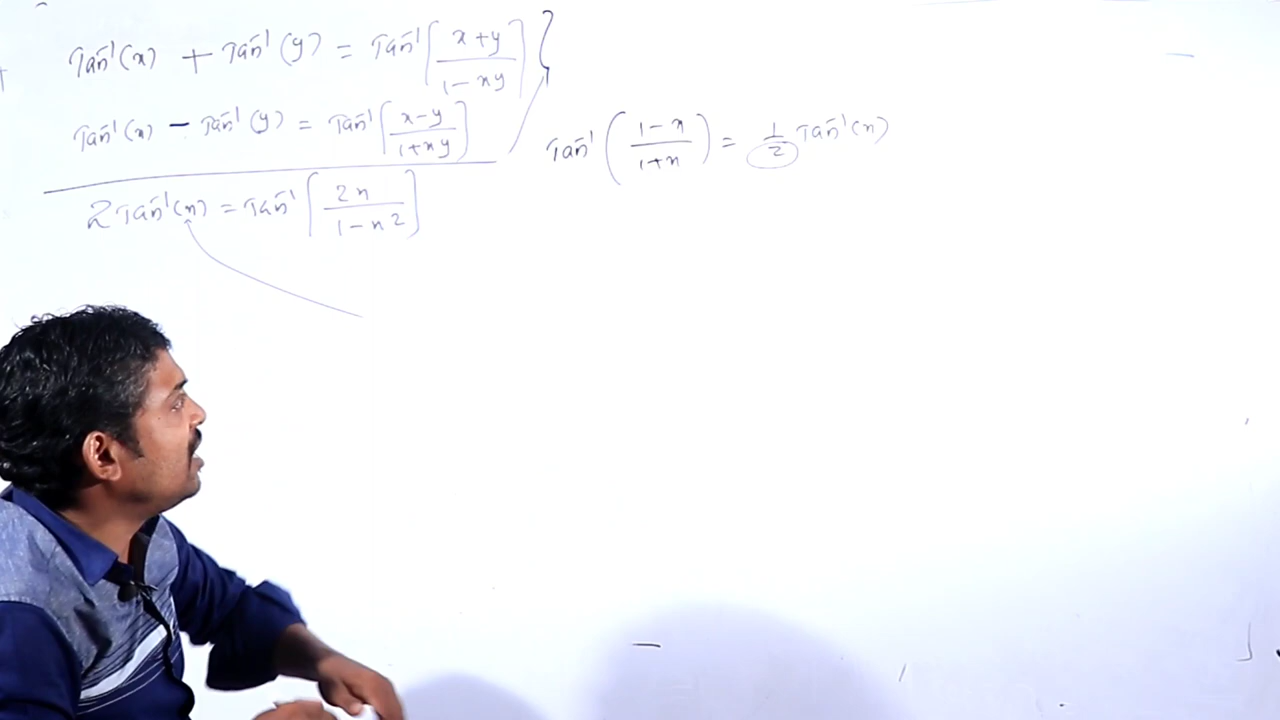 Tan⁻¹(x) + Tan⁻¹(y) = Tan⁻¹[(x+y)/(1-xy)]
Tan⁻¹(x) - Tan⁻¹(y) = Tan⁻¹[(x-y)/(1+xy)]
2Tan⁻¹(x) = Tan⁻¹[2x/(1-x2)]
Tan⁻¹((1-x)/(1+x)) = 1/2 Tan⁻¹(x)